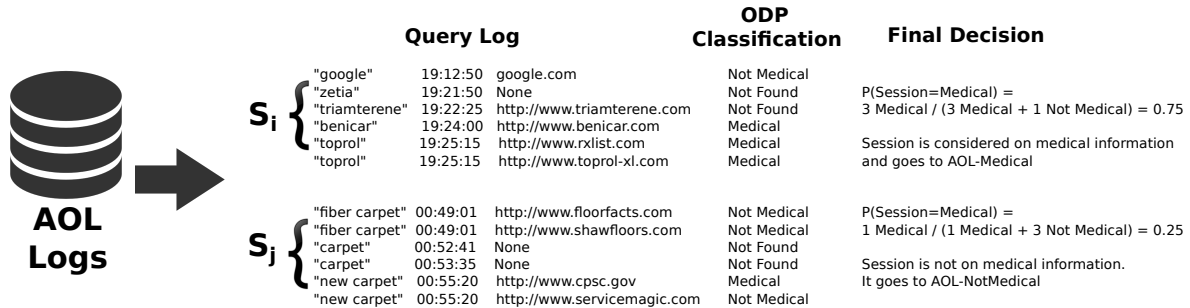 Query Log
ODP
Classification
Final Decision
AOL
Logs
Si
"google" 19:12:50 google.com Not Medical
"zetia" 19:21:50 None Not Found P(Session=Medical) =
"triamterene" 19:22:25 http://www.triamterene.com Not Found 3 Medical / (3 Medical + 1 Not Medical) = 0.75
"benicar" 19:24:00 http://www.benicar.com Medical
"toprol" 19:25:15 http://www.rxlist.com Medical Session is considered on medical information
"toprol" 19:25:15 http://www.toprol-xl.com Medical and goes to AOL-Medical
Sj
"fiber carpet" 00:49:01 http://www.floorfacts.com Not Medical P(Session=Medical) =
"fiber carpet" 00:49:01 http://www.shawfloors.com Not Medical 1 Medical / (1 Medical + 3 Not Medical) = 0.25
"carpet" 00:52:41 None Not Found
"carpet" 00:53:35 None Not Found Session is not on medical information.
"new carpet" 00:55:20 http://www.cpsc.gov Medical It goes to AOL-NotMedical
"new carpet" 00:55:20 http://www.servicemagic.com Not Medical